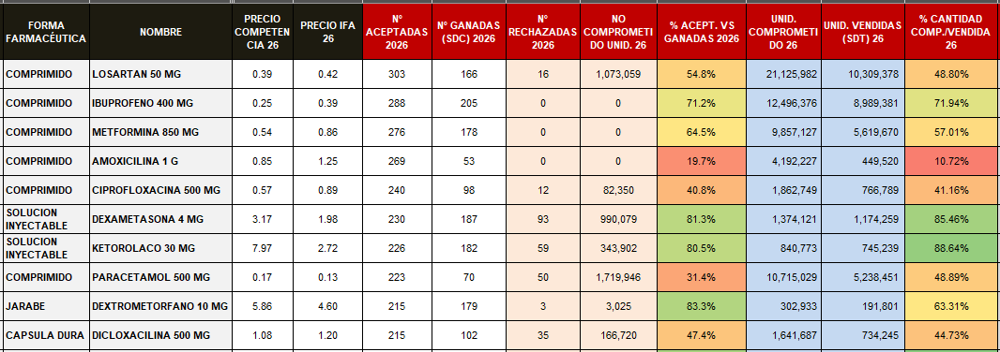 FORMA FARMACÉUTICA | NOMBRE | PRECIO COMPETENCIA 26 | PRECIO IFA 26 | Nº ACEPTADAS 2026 | Nº GANADAS (SDC) 2026 | Nº RECHAZADAS 2026 | NO COMPROMETIDO UNID. 26 | % ACEPT. VS GANADAS 2026 | UNID. COMPROMETIDO 26 | UNID. VENDIDAS (SDT) 26 | % CANTIDAD COMP./VENDIDA 26
COMPRIMIDO | LOSARTAN 50 MG | 0.39 | 0.42 | 303 | 166 | 16 | 1,073,059 | 54.8% | 21,125,982 | 10,309,378 | 48.80%
COMPRIMIDO | IBUPROFENO 400 MG | 0.25 | 0.39 | 288 | 205 | 0 | 0 | 71.2% | 12,496,376 | 8,989,381 | 71.94%
COMPRIMIDO | METFORMINA 850 MG | 0.54 | 0.86 | 276 | 178 | 0 | 0 | 64.5% | 9,857,127 | 5,619,670 | 57.01%
COMPRIMIDO | AMOXICILINA 1 G | 0.85 | 1.25 | 269 | 53 | 0 | 0 | 19.7% | 4,192,227 | 449,520 | 10.72%
COMPRIMIDO | CIPROFLOXACINA 500 MG | 0.57 | 0.89 | 240 | 98 | 12 | 82,350 | 40.8% | 1,862,749 | 766,789 | 41.16%
SOLUCION INYECTABLE | DEXAMETASONA 4 MG | 3.17 | 1.98 | 230 | 187 | 93 | 990,079 | 81.3% | 1,374,121 | 1,174,259 | 85.46%
SOLUCION INYECTABLE | KETOROLACO 30 MG | 7.97 | 2.72 | 226 | 182 | 59 | 343,902 | 80.5% | 840,773 | 745,239 | 88.64%
COMPRIMIDO | PARACETAMOL 500 MG | 0.17 | 0.13 | 223 | 70 | 50 | 1,719,946 | 31.4% | 10,715,029 | 5,238,451 | 48.89%
JARABE | DEXTROMETORFANO 10 MG | 5.86 | 4.60 | 215 | 179 | 3 | 3,025 | 83.3% | 302,933 | 191,801 | 63.31%
CAPSULA DURA | DICLOXACILINA 500 MG | 1.08 | 1.20 | 215 | 102 | 35 | 166,720 | 47.4% | 1,641,687 | 734,245 | 44.73%